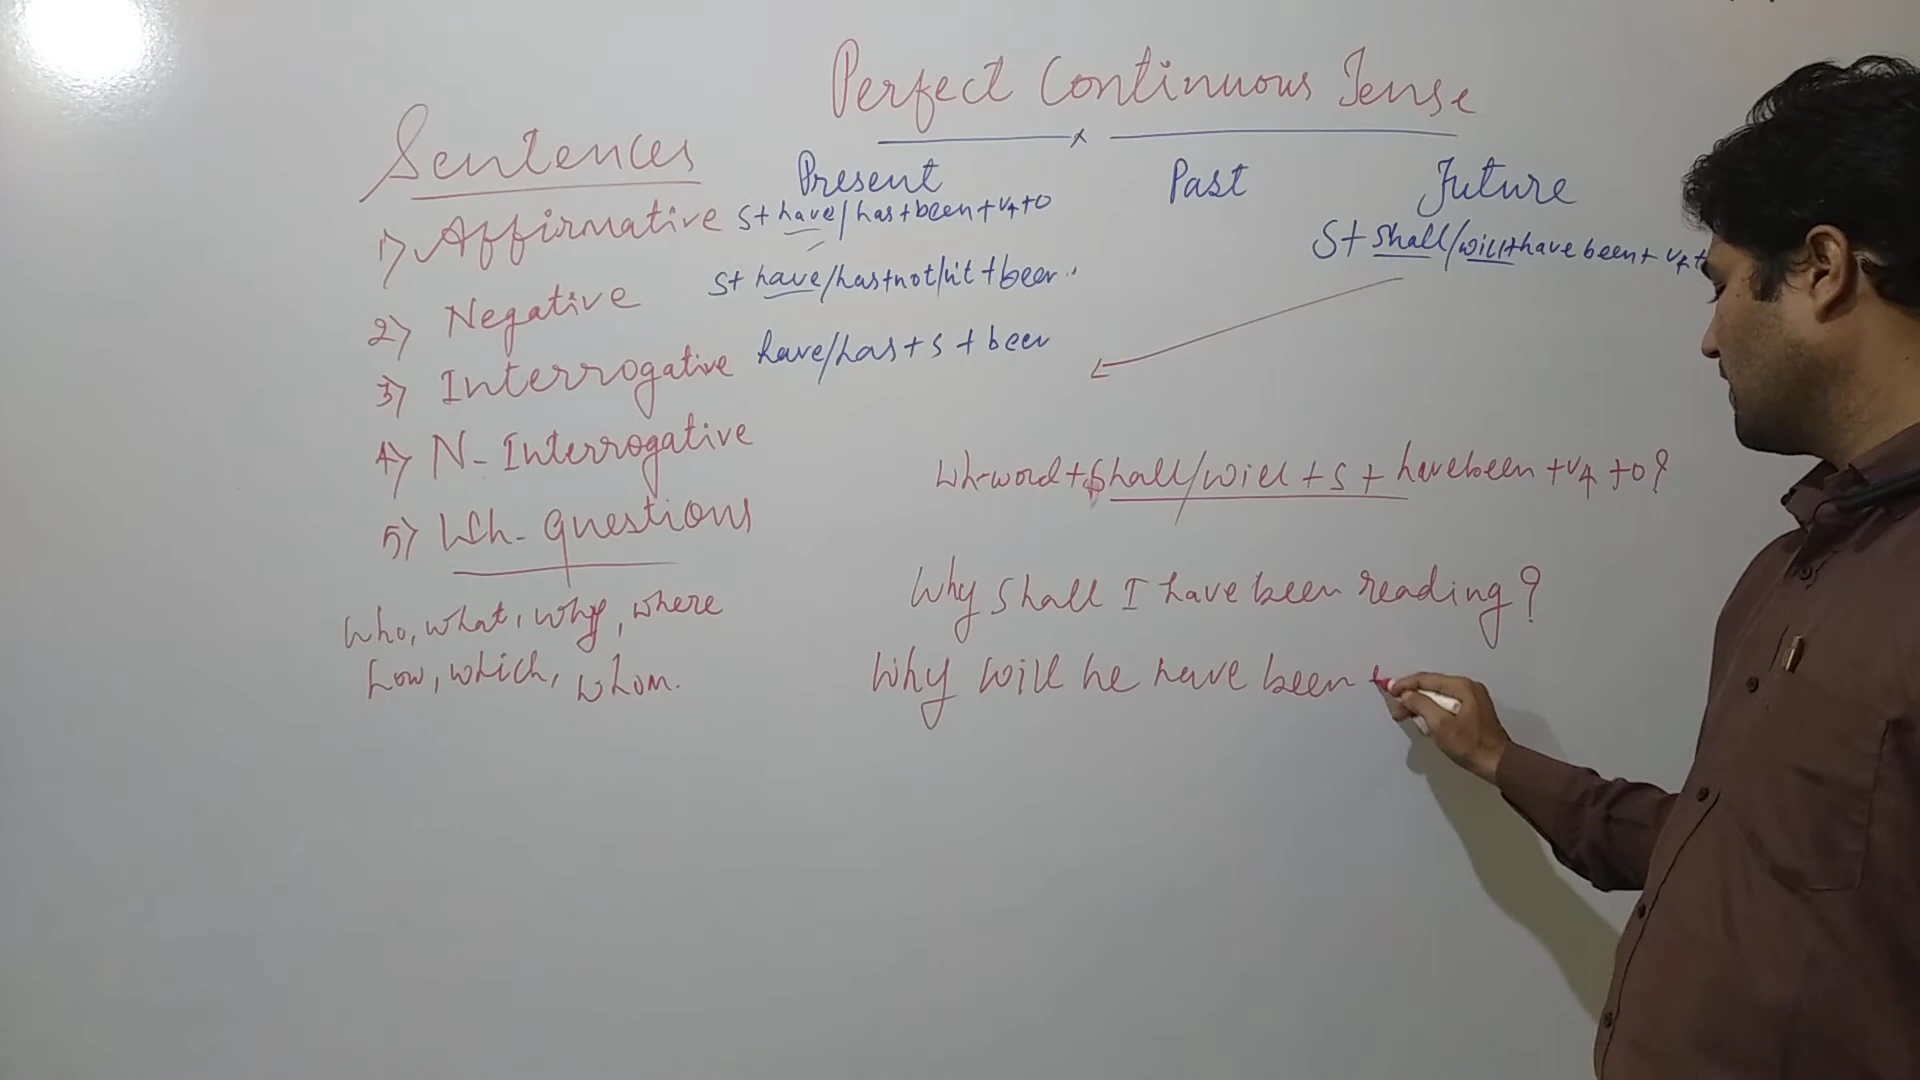 Perfect Continuous Tense
Sentences
Present Past Future
1) Affirmative S+ have/has+been+v4+o
S+ shall/will+have been+ v4+
2) Negative S+ have/has+not/n't+been..
3) Interrogative have/has+s+been
4) N-Interrogative
Wh-word+shall/will+s+havebeen+v4+o?
5) Wh-questions
Who, what, why, where
Why shall I have been reading?
how, which, whom.
Why will he have been